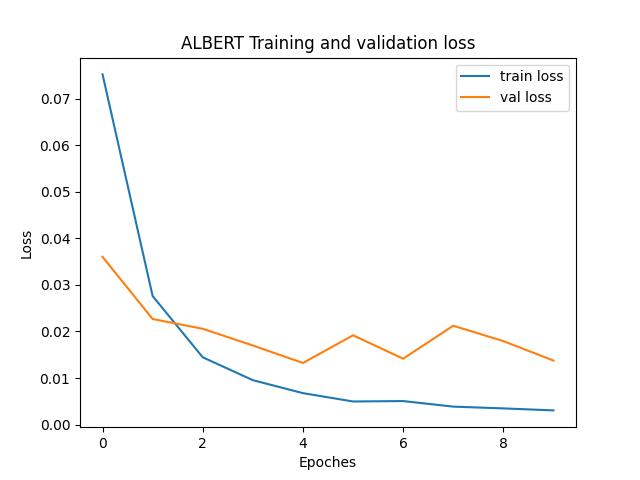 ALBERT Training and validation loss
train loss
val loss
0.07
0.06
0.05
0.04
0.03
0.02
0.01
0.00
Loss
0 2 4 6 8
Epoches